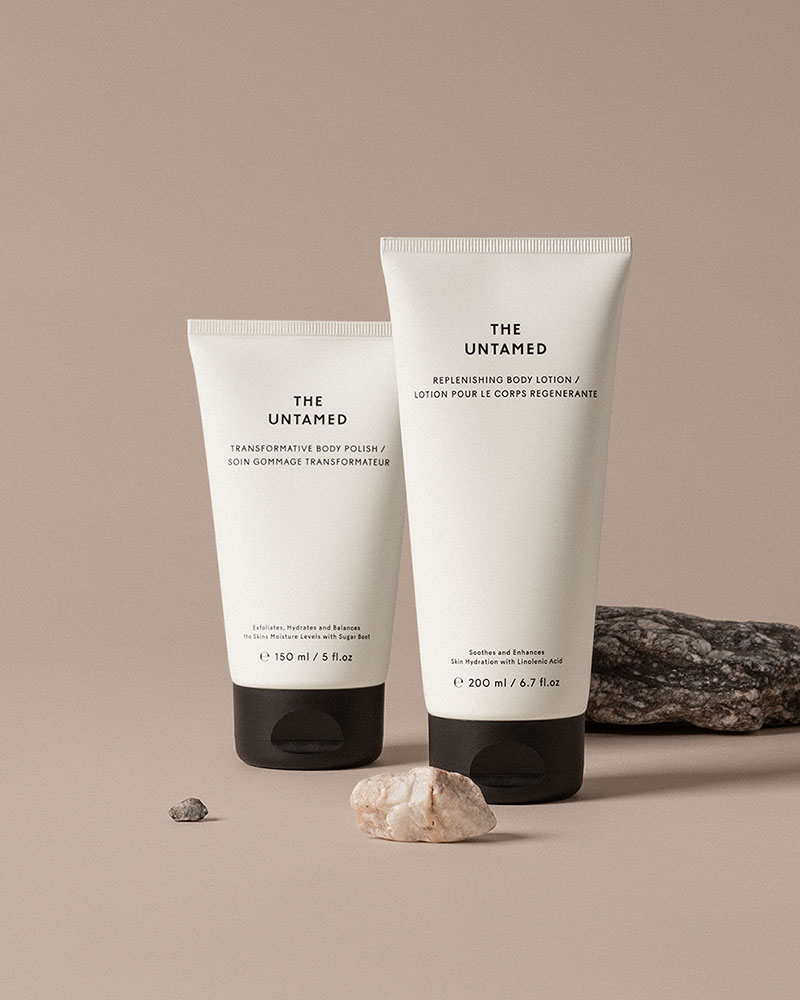 THE
UNTAMED
TRANSFORMATIVE BODY POLISH /
SOIN GOMMAGE TRANSFORMATEUR
Exfoliates, Hydrates and Balances
the Skins Moisture Levels with Sugar Beet
℮ 150 ml / 5 fl.oz
THE
UNTAMED
REPLENISHING BODY LOTION /
LOTION POUR LE CORPS REGENERANTE
Soothes and Enhances
Skin Hydration with Linolenic Acid
℮ 200 ml / 6.7 fl.oz